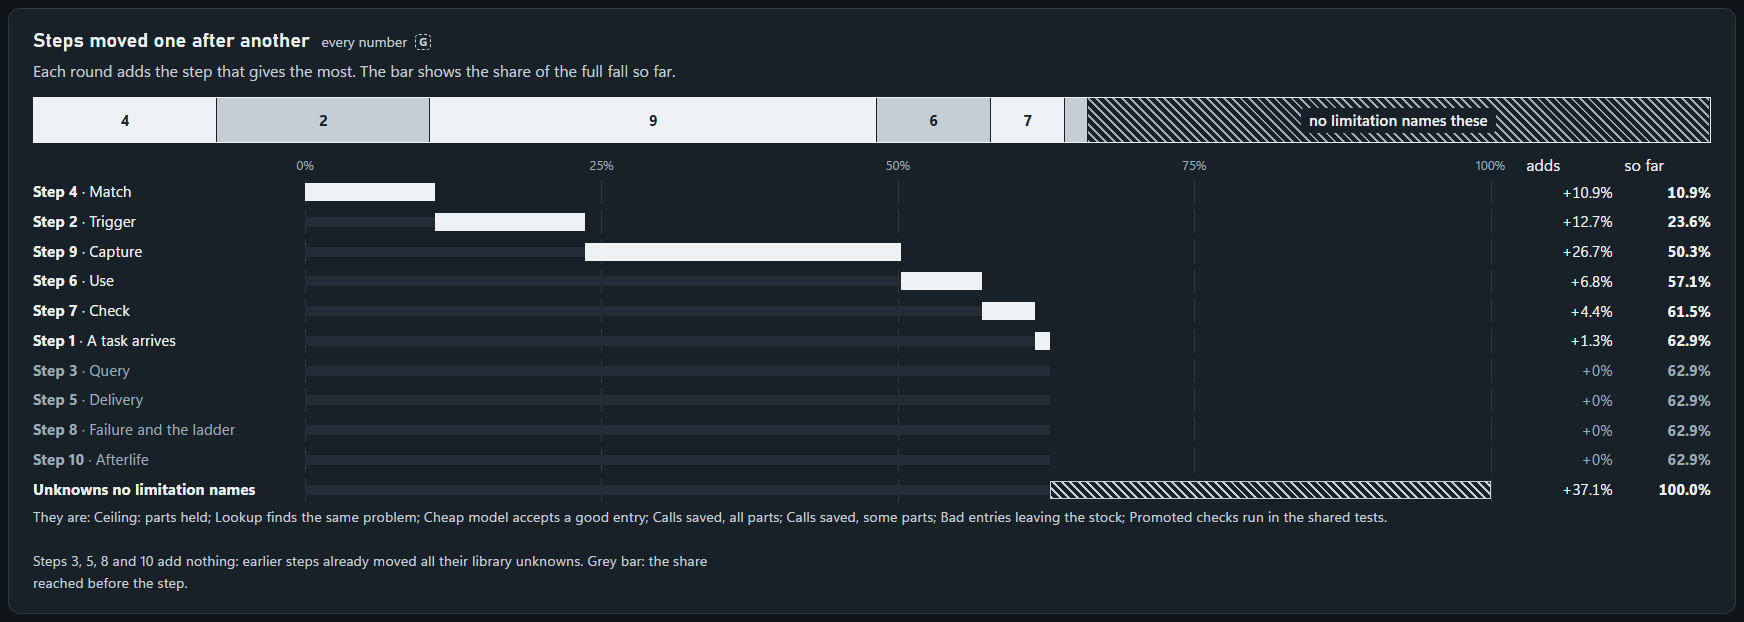 Steps moved one after another every number G
Each round adds the step that gives the most. The bar shows the share of the full fall so far.
4 2 9 6 7 no limitation names these
0% 25% 50% 75% 100% adds so far
Step 4 · Match +10.9% 10.9%
Step 2 · Trigger +12.7% 23.6%
Step 9 · Capture +26.7% 50.3%
Step 6 · Use +6.8% 57.1%
Step 7 · Check +4.4% 61.5%
Step 1 · A task arrives +1.3% 62.9%
Step 3 · Query +0% 62.9%
Step 5 · Delivery +0% 62.9%
Step 8 · Failure and the ladder +0% 62.9%
Step 10 · Afterlife +0% 62.9%
Unknowns no limitation names +37.1% 100.0%
They are: Ceiling: parts held; Lookup finds the same problem; Cheap model accepts a good entry; Calls saved, all parts; Calls saved, some parts; Bad entries leaving the stock; Promoted checks run in the shared tests.
Steps 3, 5, 8 and 10 add nothing: earlier steps already moved all their library unknowns. Grey bar: the share
reached before the step.